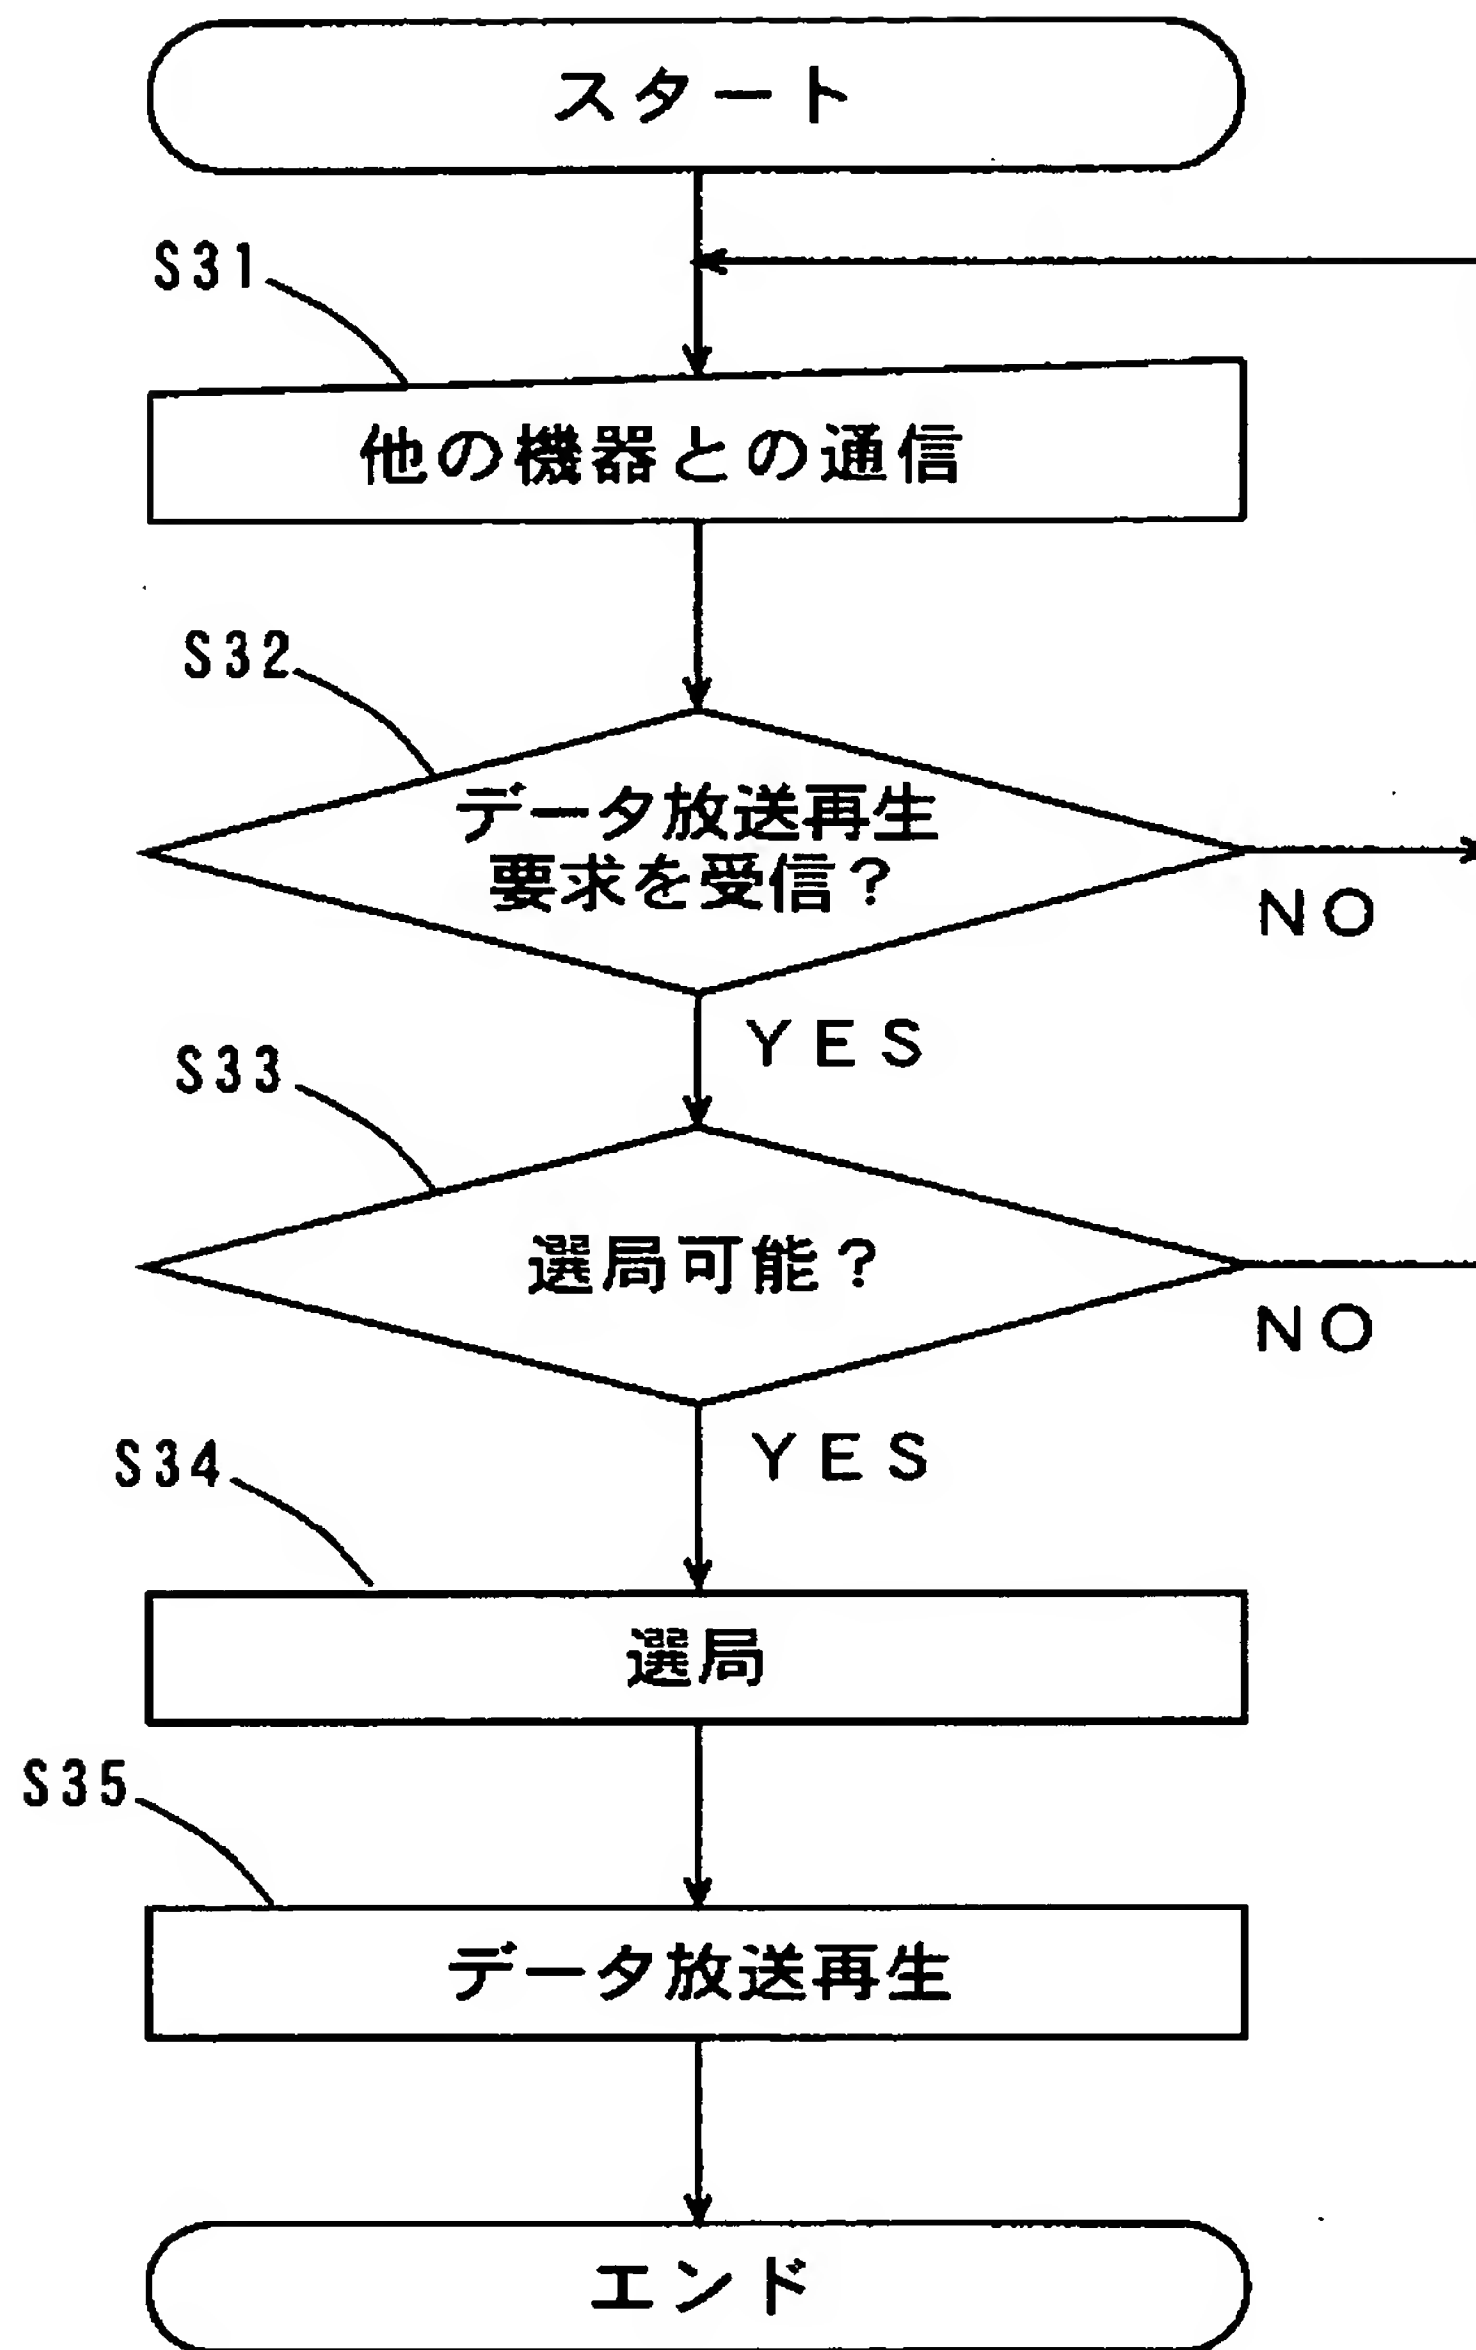 スタート
S31
他の機器との通信
S32
データ放送再生
要求を受信?
NO
YES
S33
選局可能?
NO
YES
S34
選局
S35
データ放送再生
エンド